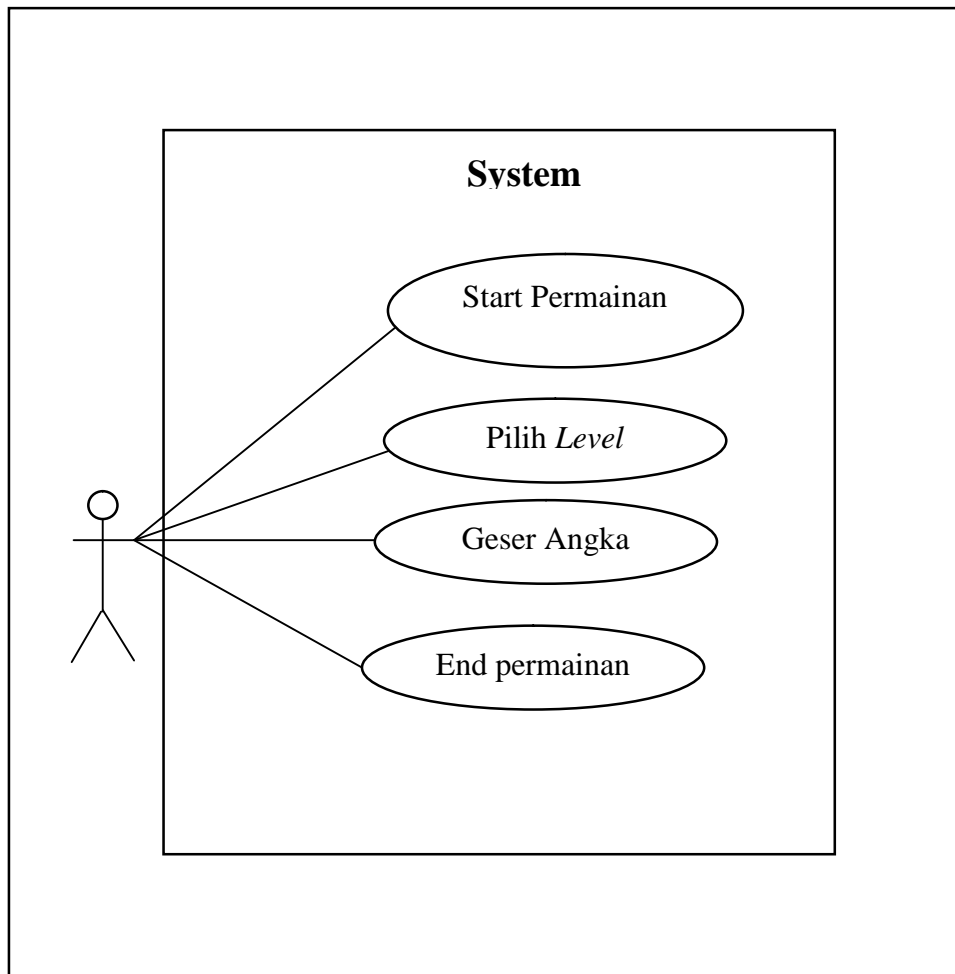 System
Start Permainan
Pilih Level
Geser Angka
End permainan